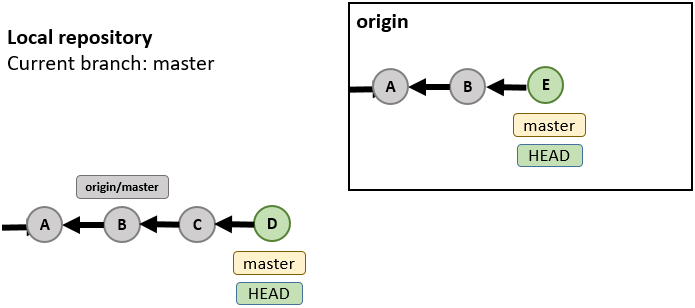 Local repository
Current branch: master
origin
A
B
E
master
HEAD
origin/master
A
B
C
D
master
HEAD